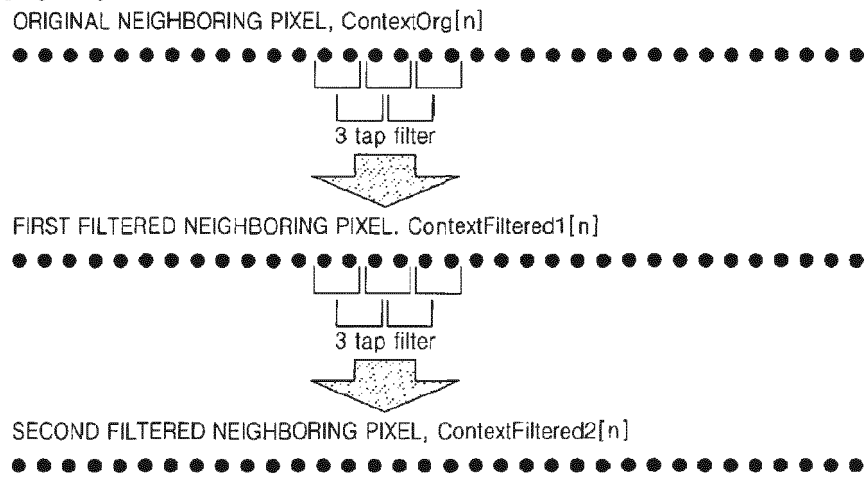 ORIGINAL NEIGHBORING PIXEL, ContextOrg[n]
3 tap filter
FIRST FILTERED NEIGHBORING PIXEL. ContextFiltered1[n]
3 tap filter
SECOND FILTERED NEIGHBORING PIXEL, ContextFiltered2[n]